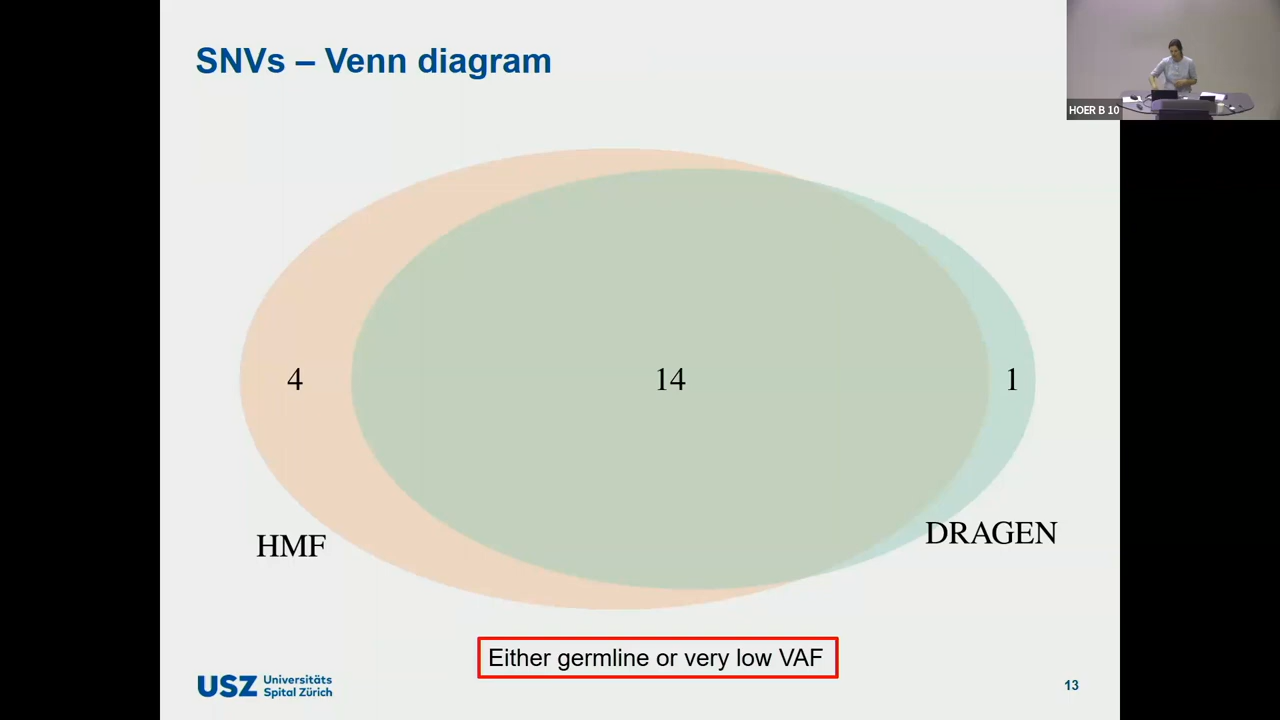 SNVs – Venn diagram
HOER B 10
4
14
1
HMF
DRAGEN
Either germline or very low VAF
USZ Universitäts
Spital Zürich
13